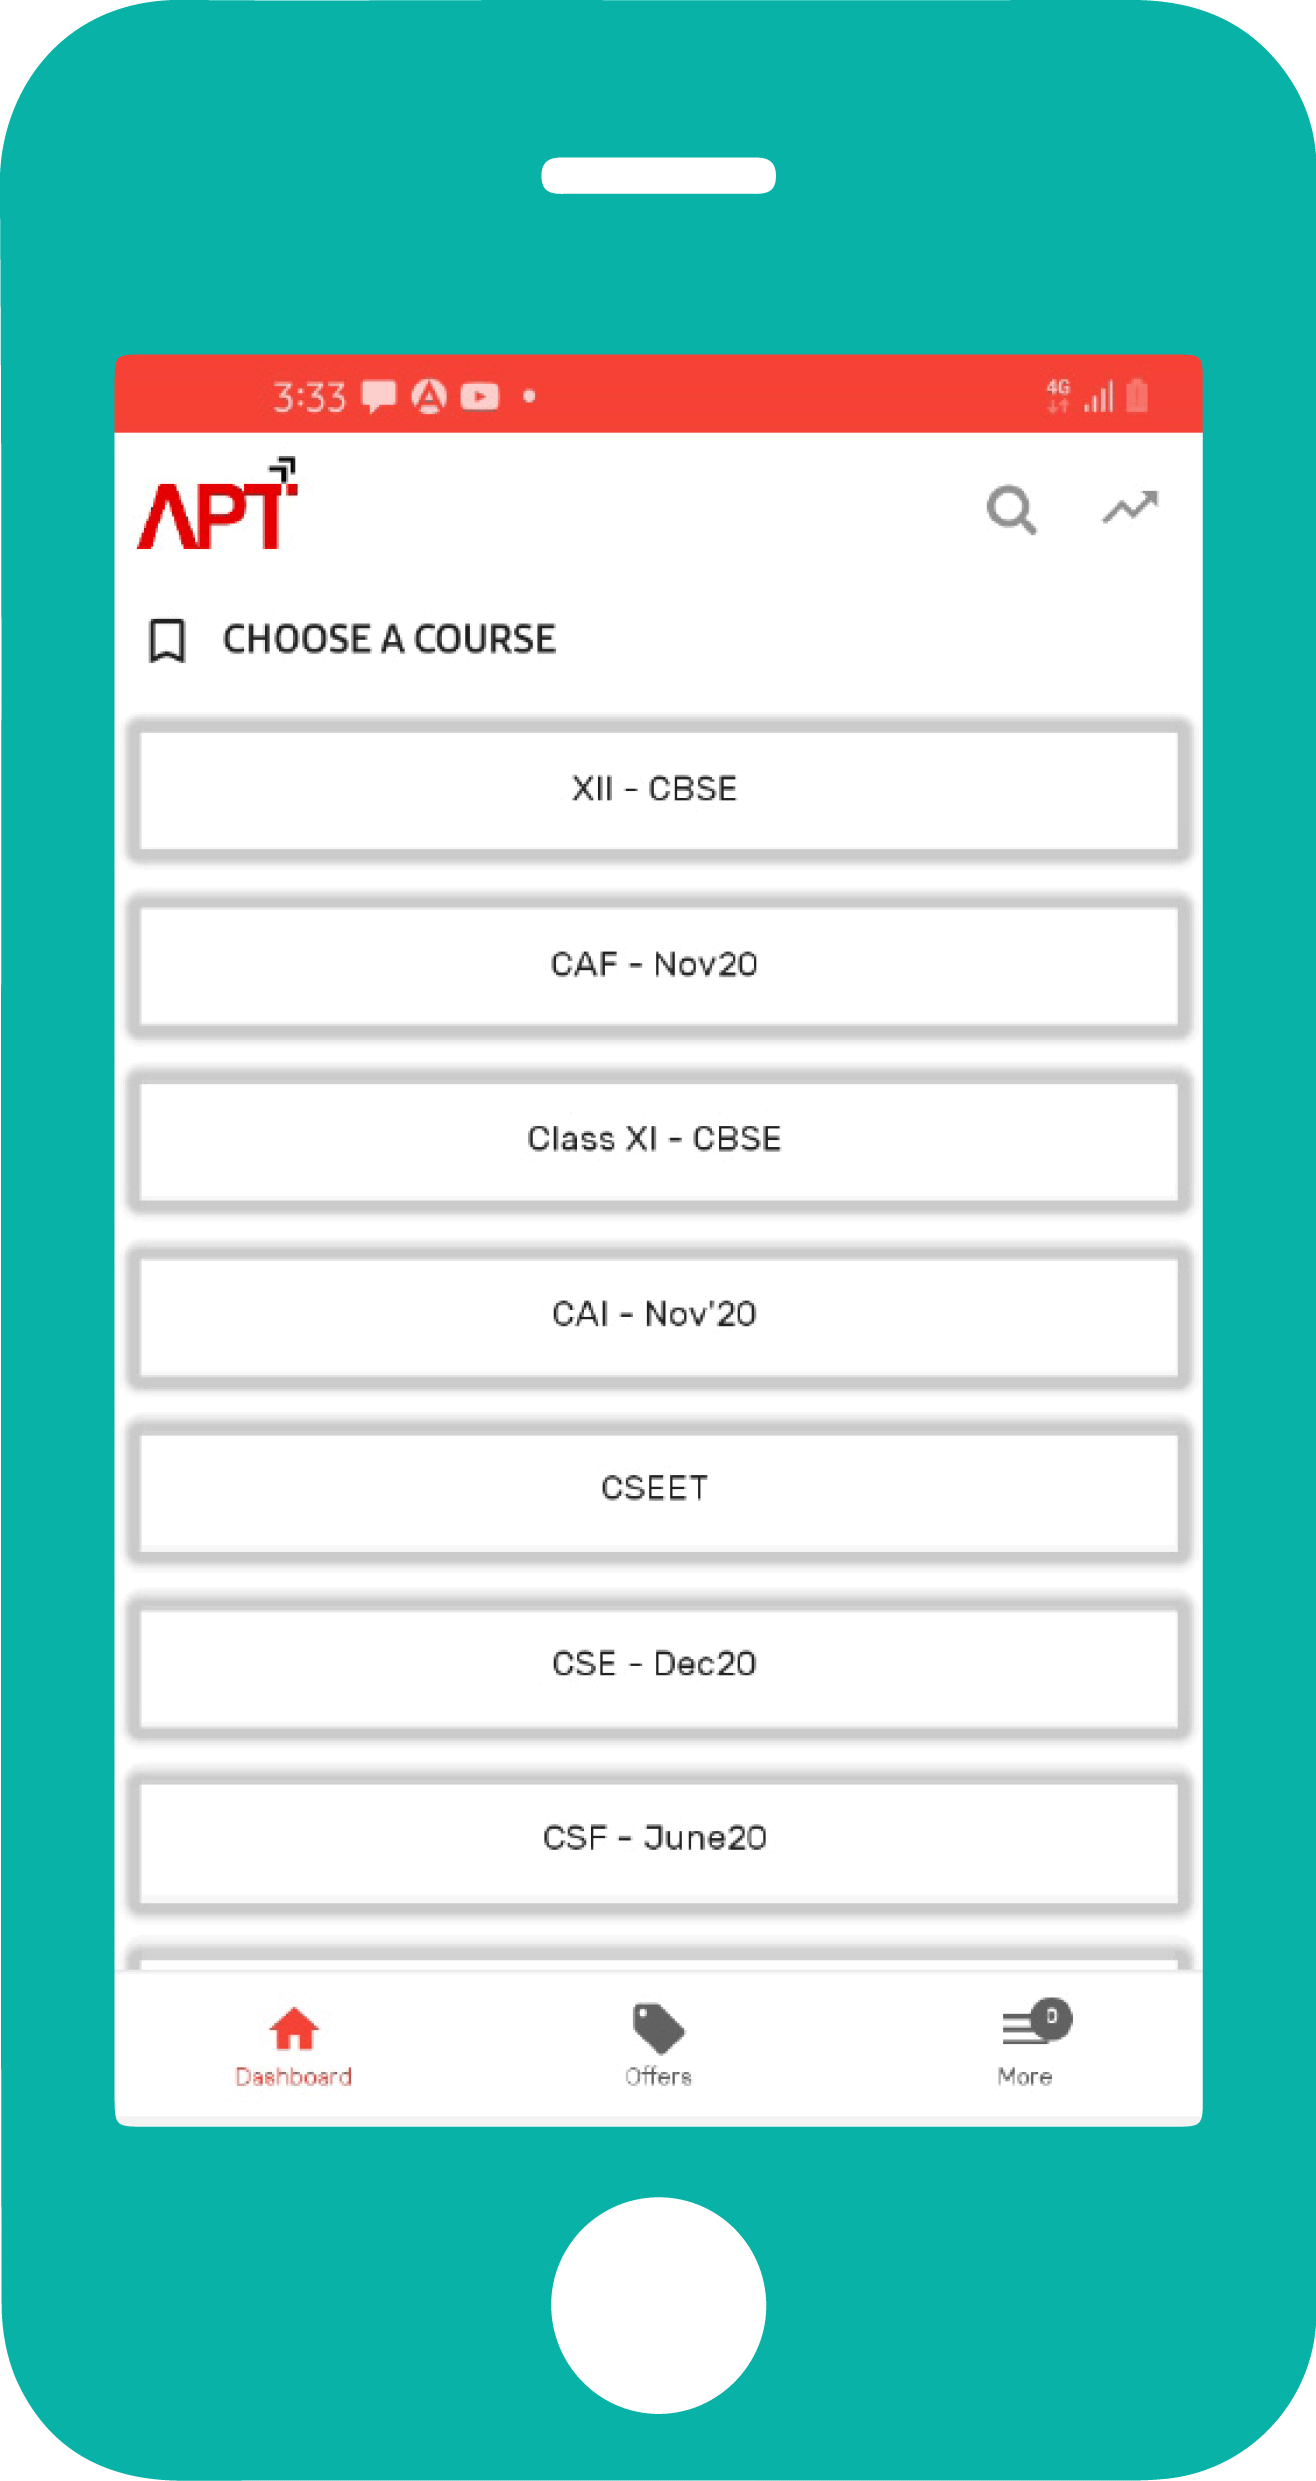 3:33
4G
APT
CHOOSE A COURSE
XII - CBSE
CAF - Nov20
Class XI - CBSE
CAI - Nov'20
CSEET
CSE - Dec20
CSF - June20
0
Dashboard
Offers
More